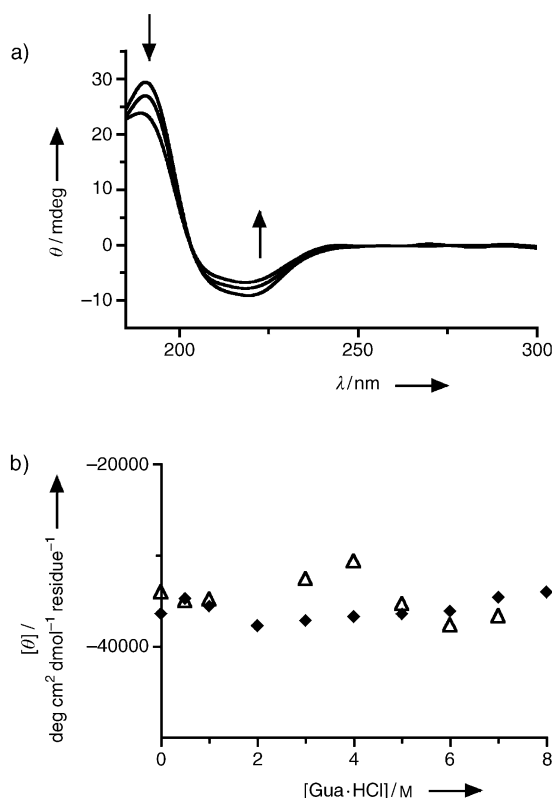 a)
30
20
10
0
−10
θ / mdeg
200
250
300
λ/nm
b)
−20000
−40000
[θ] /
deg cm² dmol⁻¹ residue⁻¹
0
2
4
6
8
[Gua·HCl]/ M